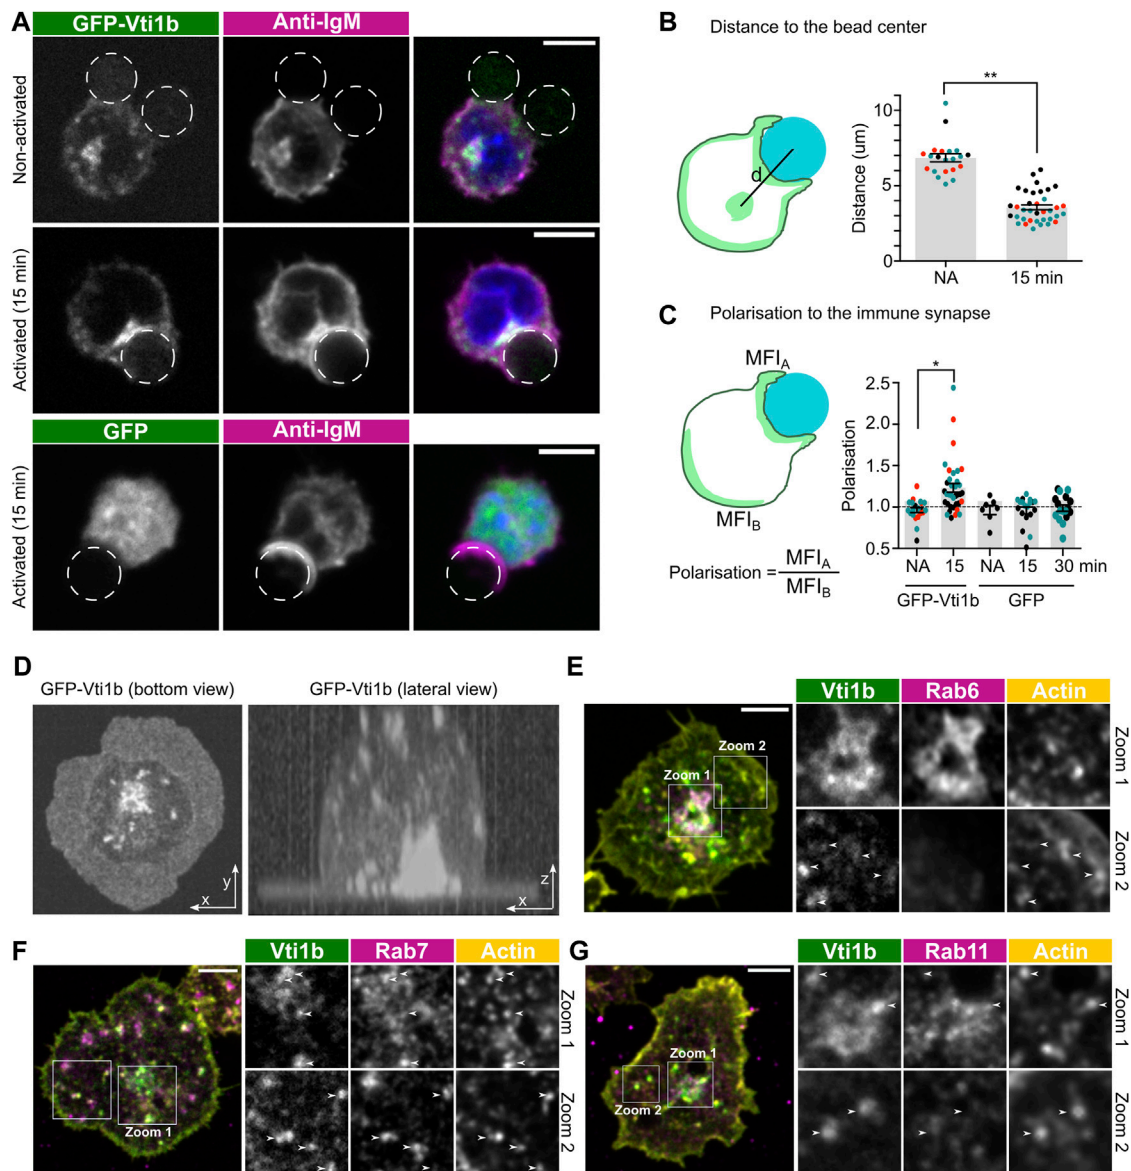 A
GFP-Vti1b
Anti-IgM
Non-activated
Activated (15 min)
GFP
Anti-IgM
Activated (15 min)
B
Distance to the bead center
d
**
Distance (um)
10
5
0
NA
15 min
C
Polarisation to the immune synapse
MFIA
MFIB
Polarisation = MFIA
MFIB
*
Polarisation
2.5
2.0
1.5
1.0
0.5
NA 15 NA 15 30 min
GFP-Vti1b
GFP
D
GFP-Vti1b (bottom view)
GFP-Vti1b (lateral view)
y
x
z
x
E
Vti1b
Rab6
Actin
Zoom 2
Zoom 1
Zoom 1
Zoom 2
F
Vti1b
Rab7
Actin
Zoom 1
Zoom 1
Zoom 2
G
Vti1b
Rab11
Actin
Zoom 1
Zoom 2
Zoom 1
Zoom 2